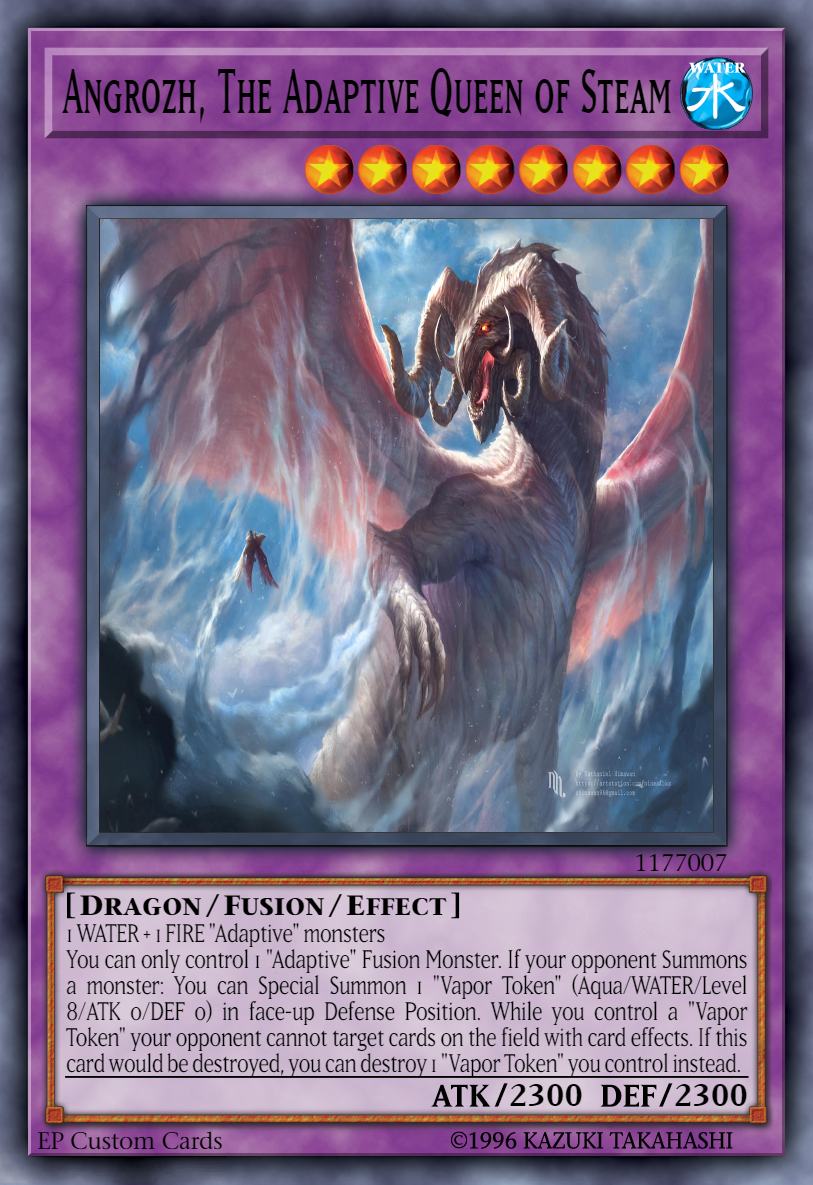 Angrozh, The Adaptive Queen of Steam
WATER
水
by Nathaniel Himawan
1177007
[ Dragon / Fusion / Effect ]
1 WATER + 1 FIRE "Adaptive" monsters
You can only control 1 "Adaptive" Fusion Monster. If your opponent Summons
a monster: You can Special Summon 1 "Vapor Token" (Aqua/WATER/Level
8/ATK 0/DEF 0) in face-up Defense Position. While you control a "Vapor
Token" your opponent cannot target cards on the field with card effects. If this
card would be destroyed, you can destroy 1 "Vapor Token" you control instead.
ATK/2300 DEF/2300
EP Custom Cards
©1996 KAZUKI TAKAHASHI